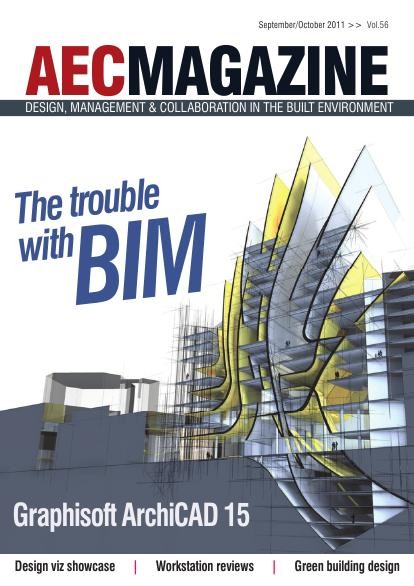 September/October 2011 >> Vol.56
AECMAGAZINE
DESIGN, MANAGEMENT & COLLABORATION IN THE BUILT ENVIRONMENT
The trouble
with BIM
Graphisoft ArchiCAD 15
Design viz showcase | Workstation reviews | Green building design